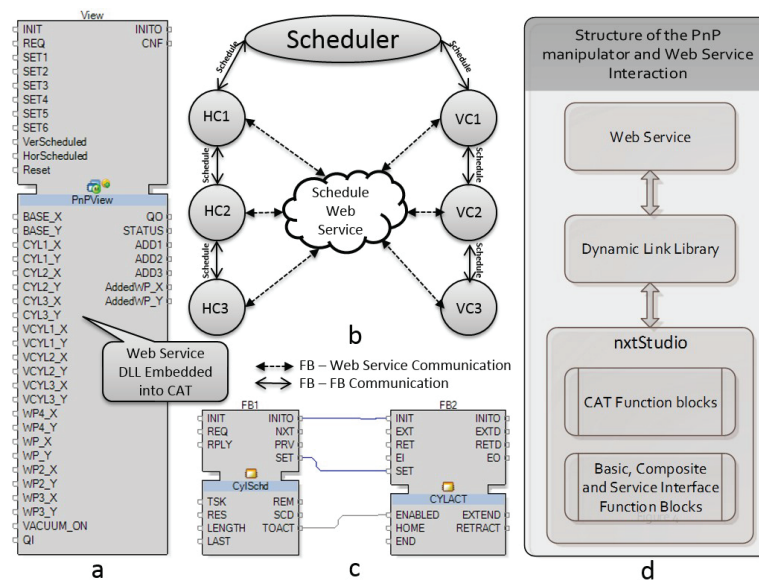 View
INIT INITO
REQ CNF
SET1
SET2
SET3
SET4
SET5
SET6
VerScheduled
HorScheduled
Reset
PnPView
BASE_X QO
BASE_Y STATUS
CYL1_X ADD1
CYL1_Y ADD2
CYL2_X ADD3
CYL2_Y AddedWP_X
CYL3_X AddedWP_Y
CYL3_Y
VCYL1_X
VCYL1_Y
VCYL2_X
VCYL2_Y
VCYL3_X
VCYL3_Y
WP4_X
WP4_Y
WP_X
WP_Y
WP2_X
WP2_Y
WP3_X
WP3_Y
VACUUM_ON
QI
Web Service
DLL Embedded
into CAT
a
Scheduler
Schedule
Schedule
HC1
VC1
Schedule
Schedule
HC2
Schedule
Web
Service
VC2
Schedule
Schedule
HC3
VC3
b
FB – Web Service Communication
FB – FB Communication
FB1
INIT INITO
REQ NXT
RPLY PRV
SET
CylSchd
TSK REM
RES SCD
LENGTH TOACT
LAST
FB2
INIT INITO
EXT EXTD
RET RETD
EI EO
SET
CYLACT
ENABLED EXTEND
HOME RETRACT
END
c
Structure of the PnP
manipulator and Web Service
Interaction
Web Service
Dynamic Link Library
nxtStudio
CAT Function blocks
Basic, Composite
and Service Interface
Function Blocks
d